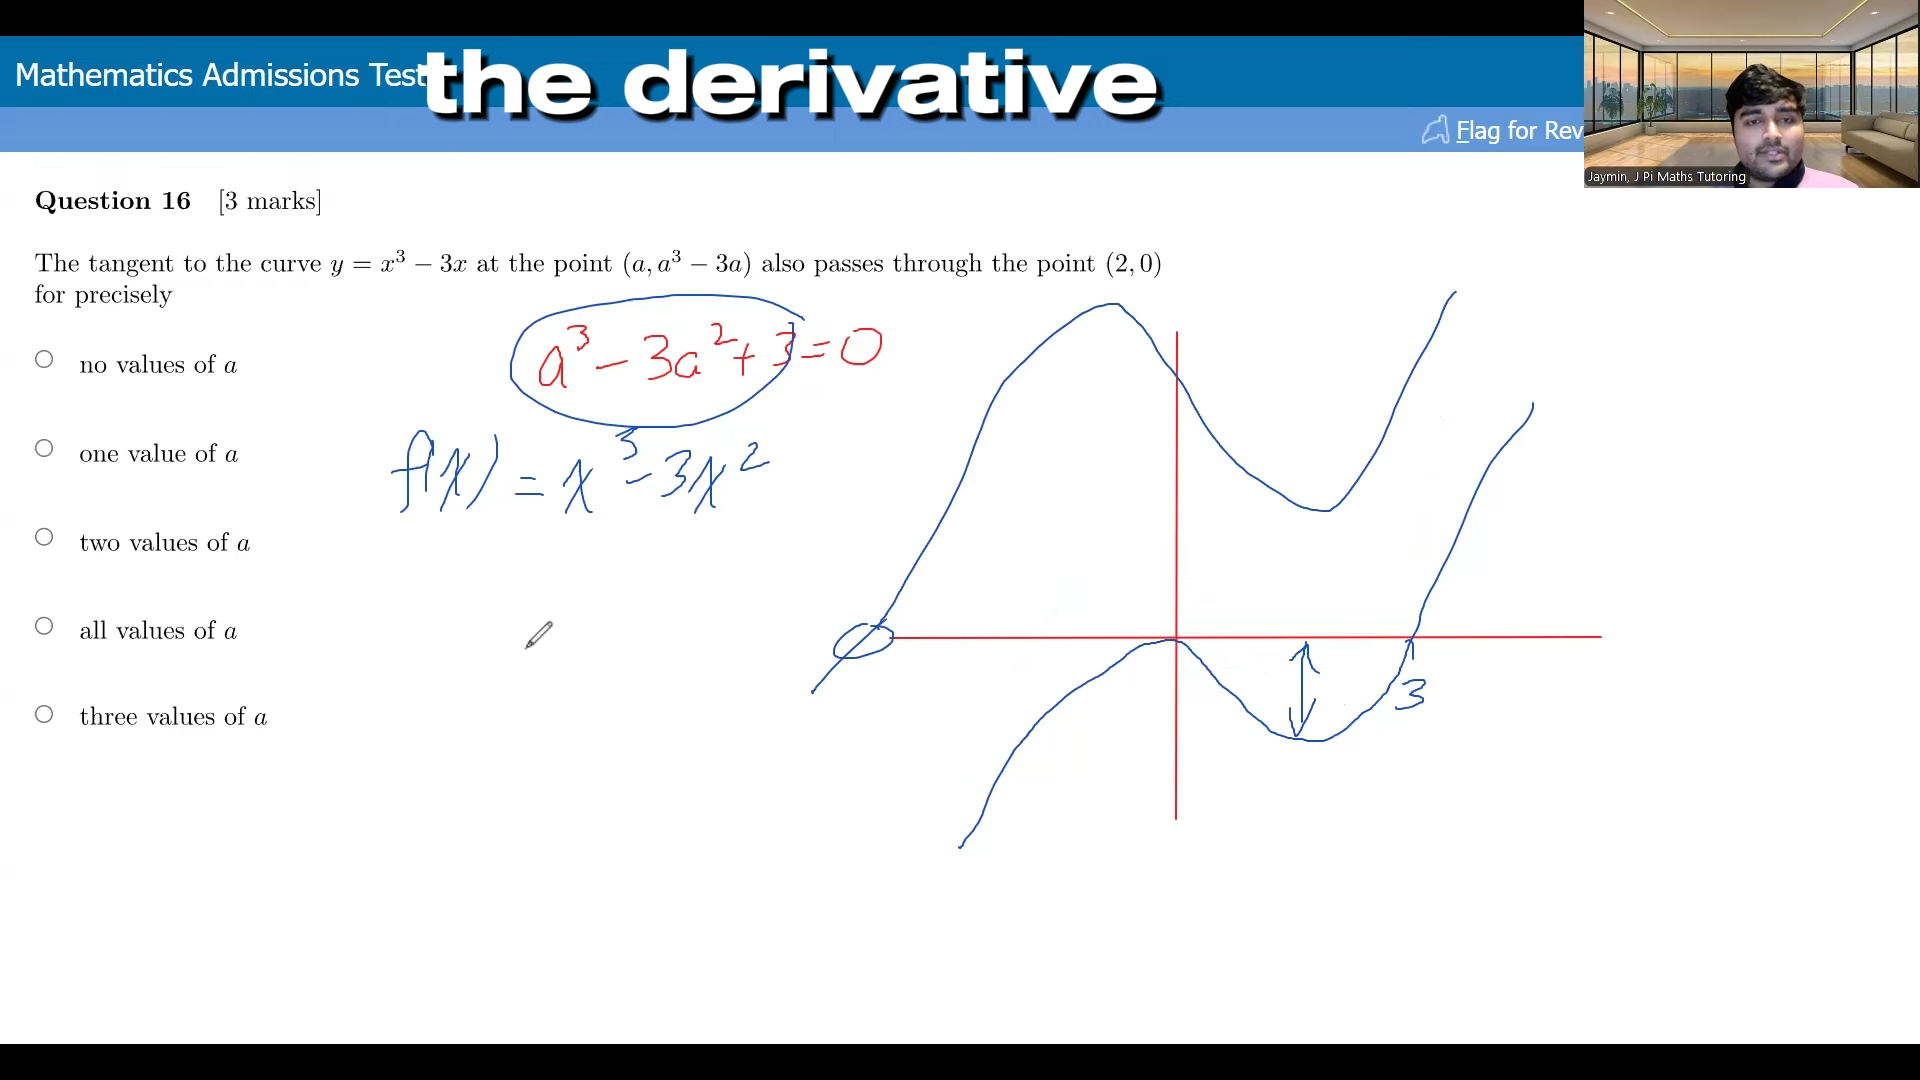 Mathematics Admissions Test
the derivative
Flag for Rev
Jaymin, J Pi Maths Tutoring
Question 16 [3 marks]
The tangent to the curve y = x³ − 3x at the point (a, a³ − 3a) also passes through the point (2, 0)
for precisely
a³ − 3a² + 3 = 0
no values of a
one value of a
f(x) = x³ − 3x²
two values of a
all values of a
three values of a
3